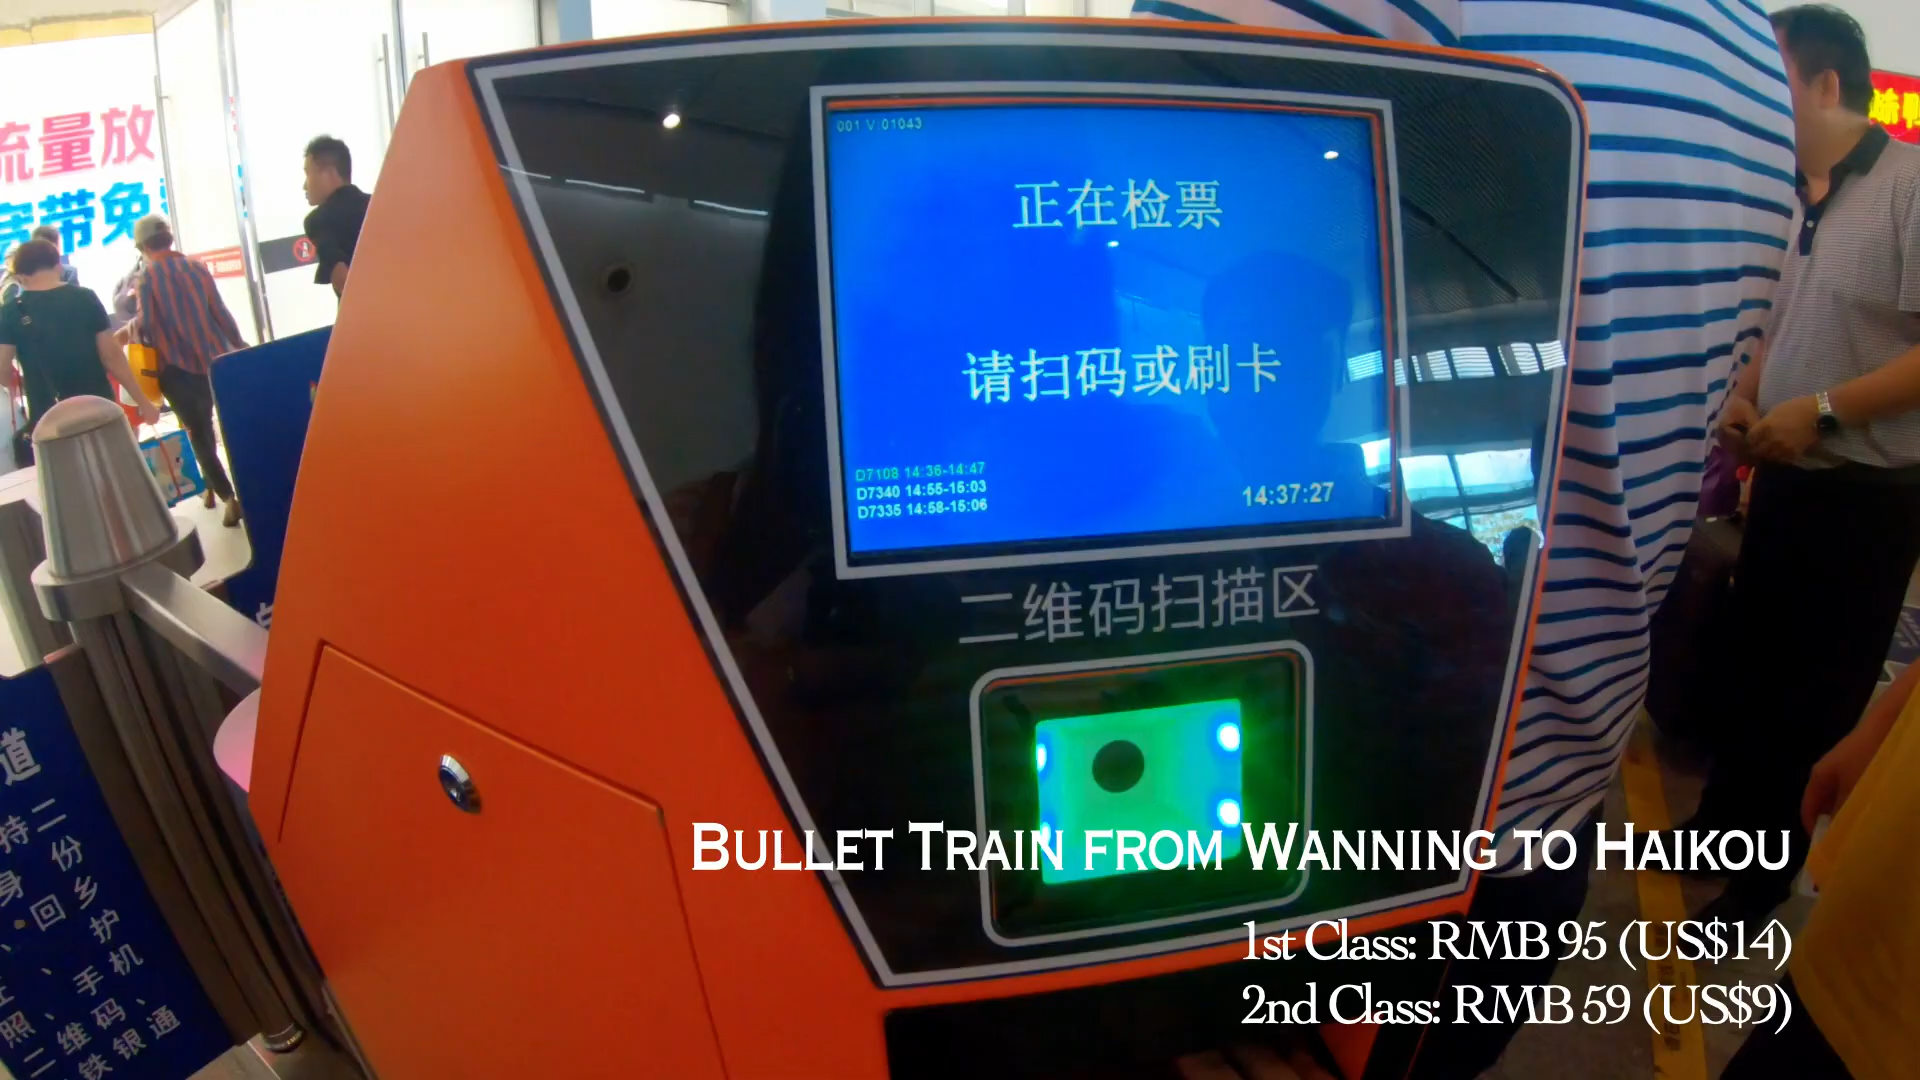 流量放
宽带免
001 V:01043
正在检票
请扫码或刷卡
D7108 14:36-14:47
D7340 14:55-15:03
D7335 14:58-15:06
14:37:27
二维码扫描区
道
持二
身份
、回乡
、护
照、手机
二维码、
铁银通
Bullet Train from Wanning to Haikou
1st Class: RMB 95 (US$14)
2nd Class: RMB 59 (US$9)